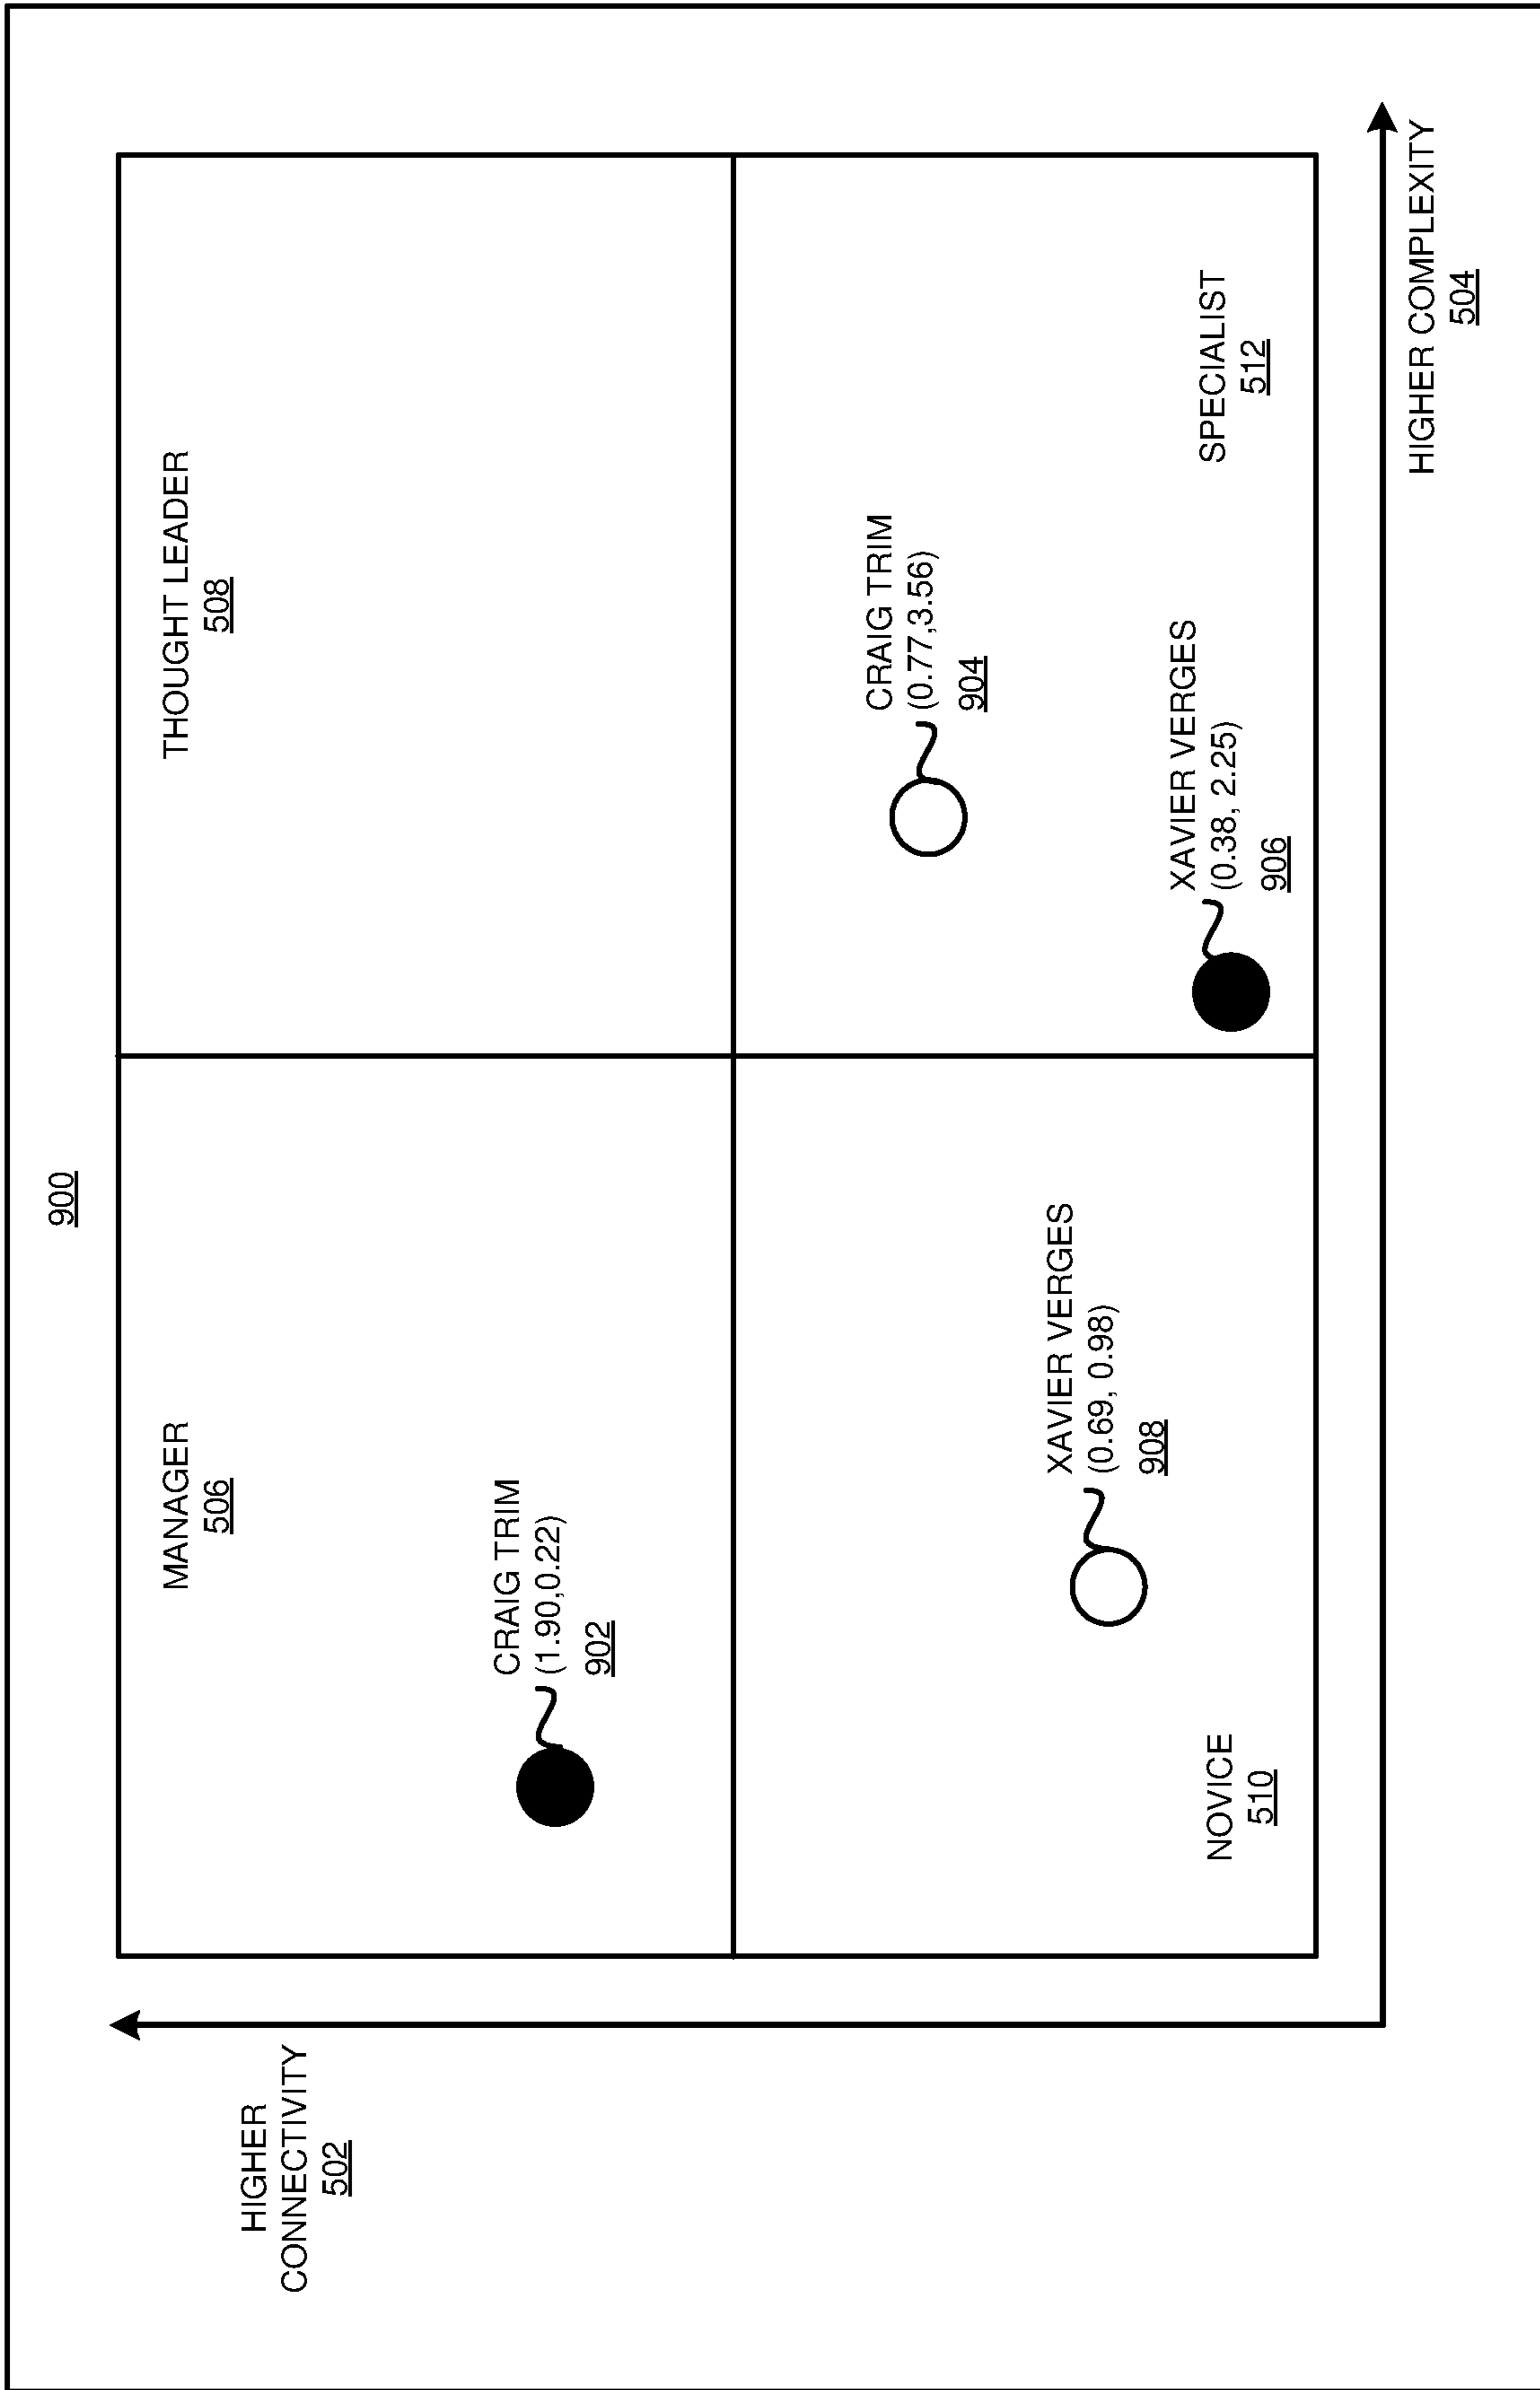 900
HIGHER
CONNECTIVITY
502
MANAGER
506
THOUGHT LEADER
508
CRAIG TRIM
(1.90,0.22)
902
CRAIG TRIM
(0.77,3.56)
904
XAVIER VERGES
(0.69, 0.98)
908
XAVIER VERGES
(0.38, 2.25)
906
NOVICE
510
SPECIALIST
512
HIGHER COMPLEXITY
504